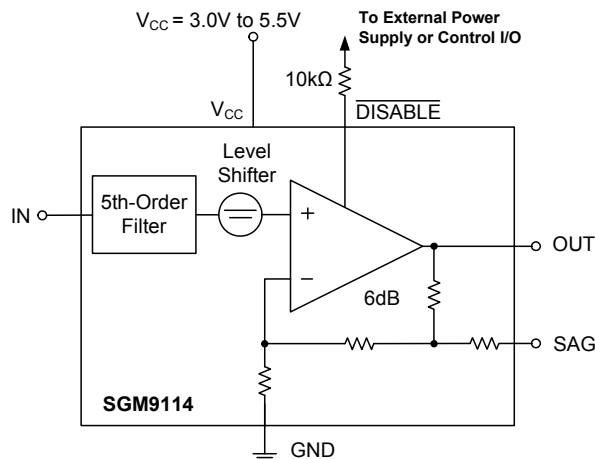 V_CC = 3.0V to 5.5V
To External Power
Supply or Control I/O
10kΩ
V_CC
DISABLE
Level
Shifter
5th-Order
Filter
IN
+
−
OUT
6dB
SAG
SGM9114
GND